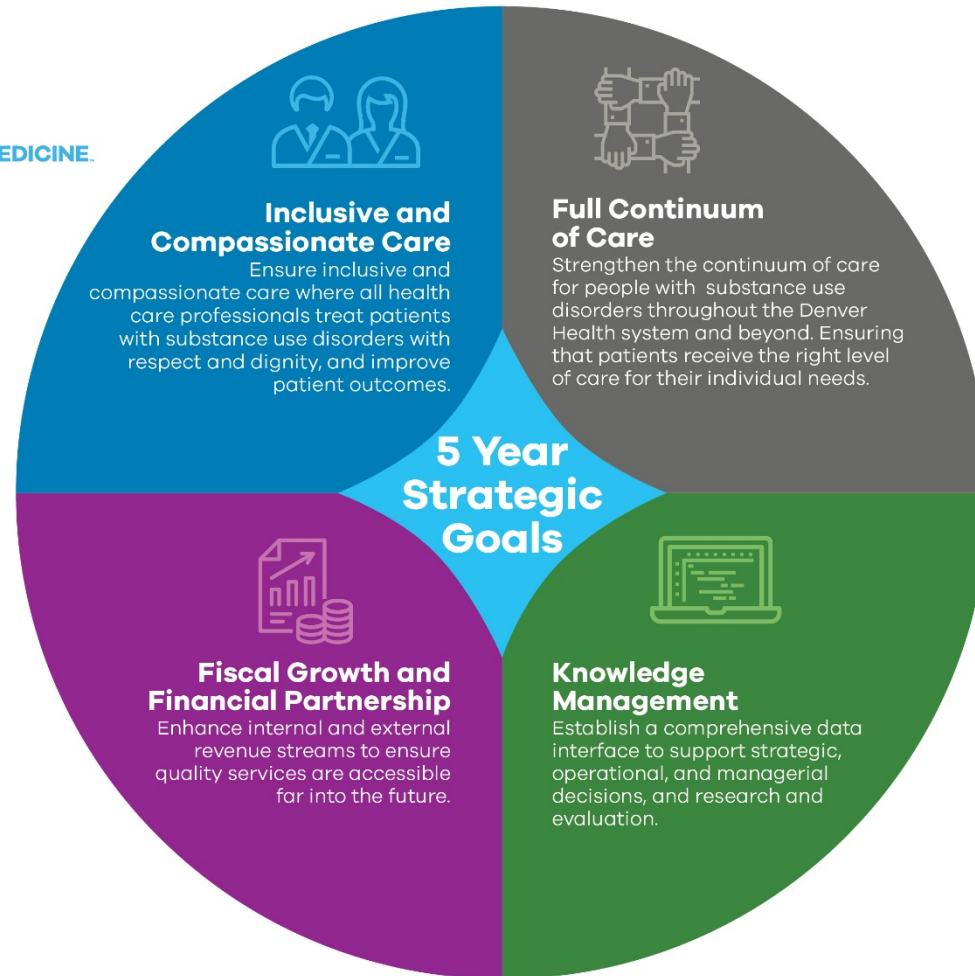 EDICINE™
Inclusive and
Compassionate Care
Ensure inclusive and
compassionate care where all health
care professionals treat patients
with substance use disorders with
respect and dignity, and improve
patient outcomes.
Full Continuum
of Care
Strengthen the continuum of care
for people with substance use
disorders throughout the Denver
Health system and beyond. Ensuring
that patients receive the right level
of care for their individual needs.
5 Year
Strategic
Goals
Fiscal Growth and
Financial Partnership
Enhance internal and external
revenue streams to ensure
quality services are accessible
far into the future.
Knowledge
Management
Establish a comprehensive data
interface to support strategic,
operational, and managerial
decisions, and research and
evaluation.